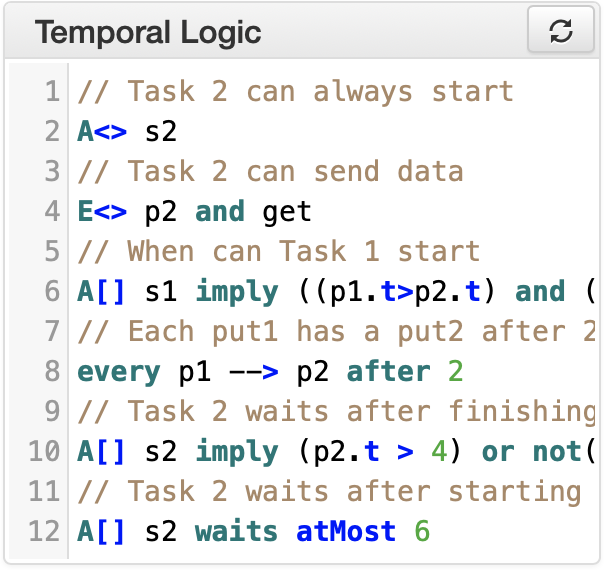 Temporal Logic
1 // Task 2 can always start
2 A<> s2
3 // Task 2 can send data
4 E<> p2 and get
5 // When can Task 1 start
6 A[] s1 imply ((p1.t>p2.t) and (
7 // Each put1 has a put2 after 2
8 every p1 --> p2 after 2
9 // Task 2 waits after finishing
10 A[] s2 imply (p2.t > 4) or not(
11 // Task 2 waits after starting
12 A[] s2 waits atMost 6